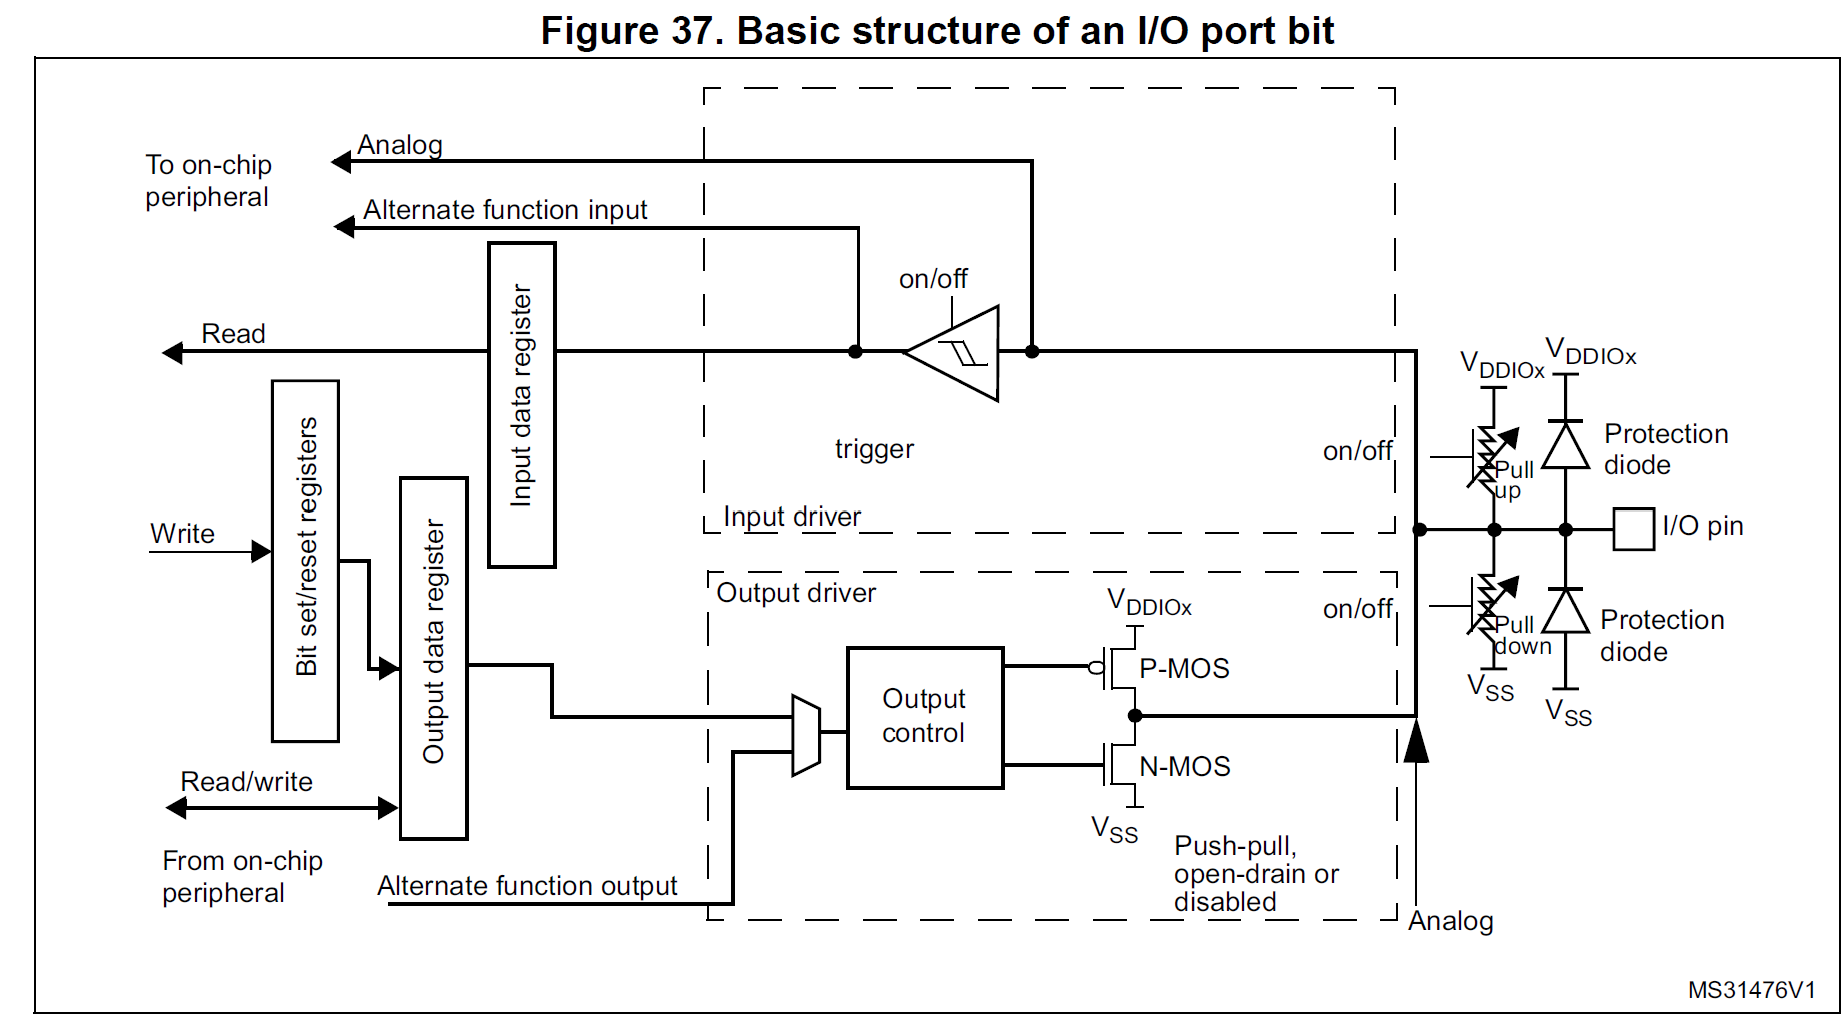 Figure 37. Basic structure of an I/O port bit
Analog
To on-chip
peripheral
Alternate function input
on/off
Read
Input data register
VDDIOx
VDDIOx
trigger
on/off
Pull
up
Protection
diode
Input driver
I/O pin
Write
Bit set/reset registers
Output data register
Output driver
VDDIOx
on/off
Pull
down
Protection
diode
VSS
VSS
P-MOS
Output
control
N-MOS
VSS
Read/write
From on-chip
peripheral
Alternate function output
Push-pull,
open-drain or
disabled
Analog
MS31476V1